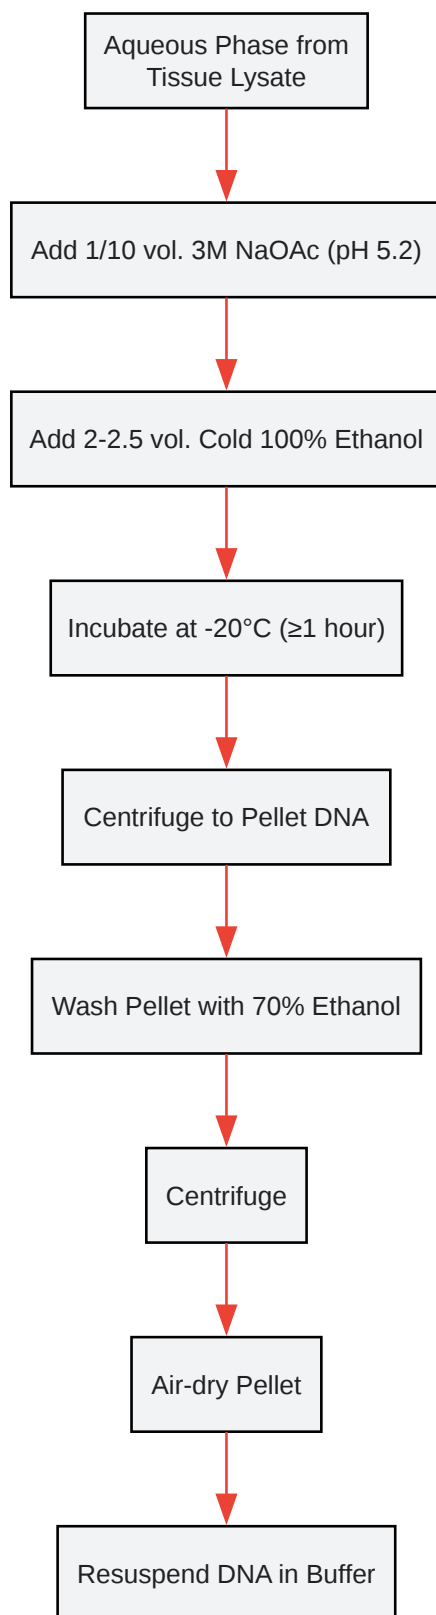 Aqueous Phase from
Tissue Lysate
Add 1/10 vol. 3M NaOAc (pH 5.2)
Add 2-2.5 vol. Cold 100% Ethanol
Incubate at -20°C (≥1 hour)
Centrifuge to Pellet DNA
Wash Pellet with 70% Ethanol
Centrifuge
Air-dry Pellet
Resuspend DNA in Buffer